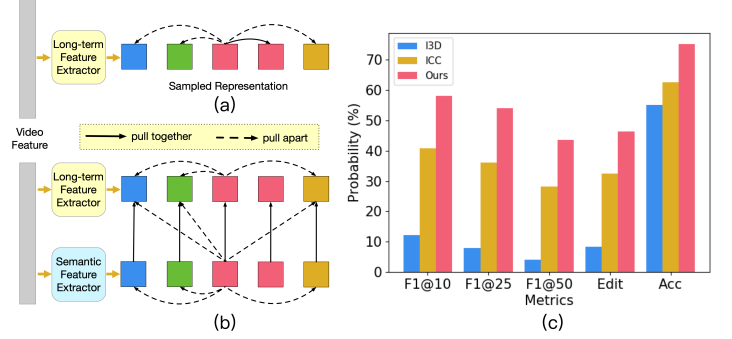 Long-term
Feature
Extractor
Sampled Representation
(a)
Video
Feature
pull together
pull apart
Long-term
Feature
Extractor
Semantic
Feature
Extractor
(b)
I3D
ICC
Ours
Probability (%)
70
60
50
40
30
20
10
0
F1@10 F1@25 F1@50 Edit Acc
Metrics
(c)